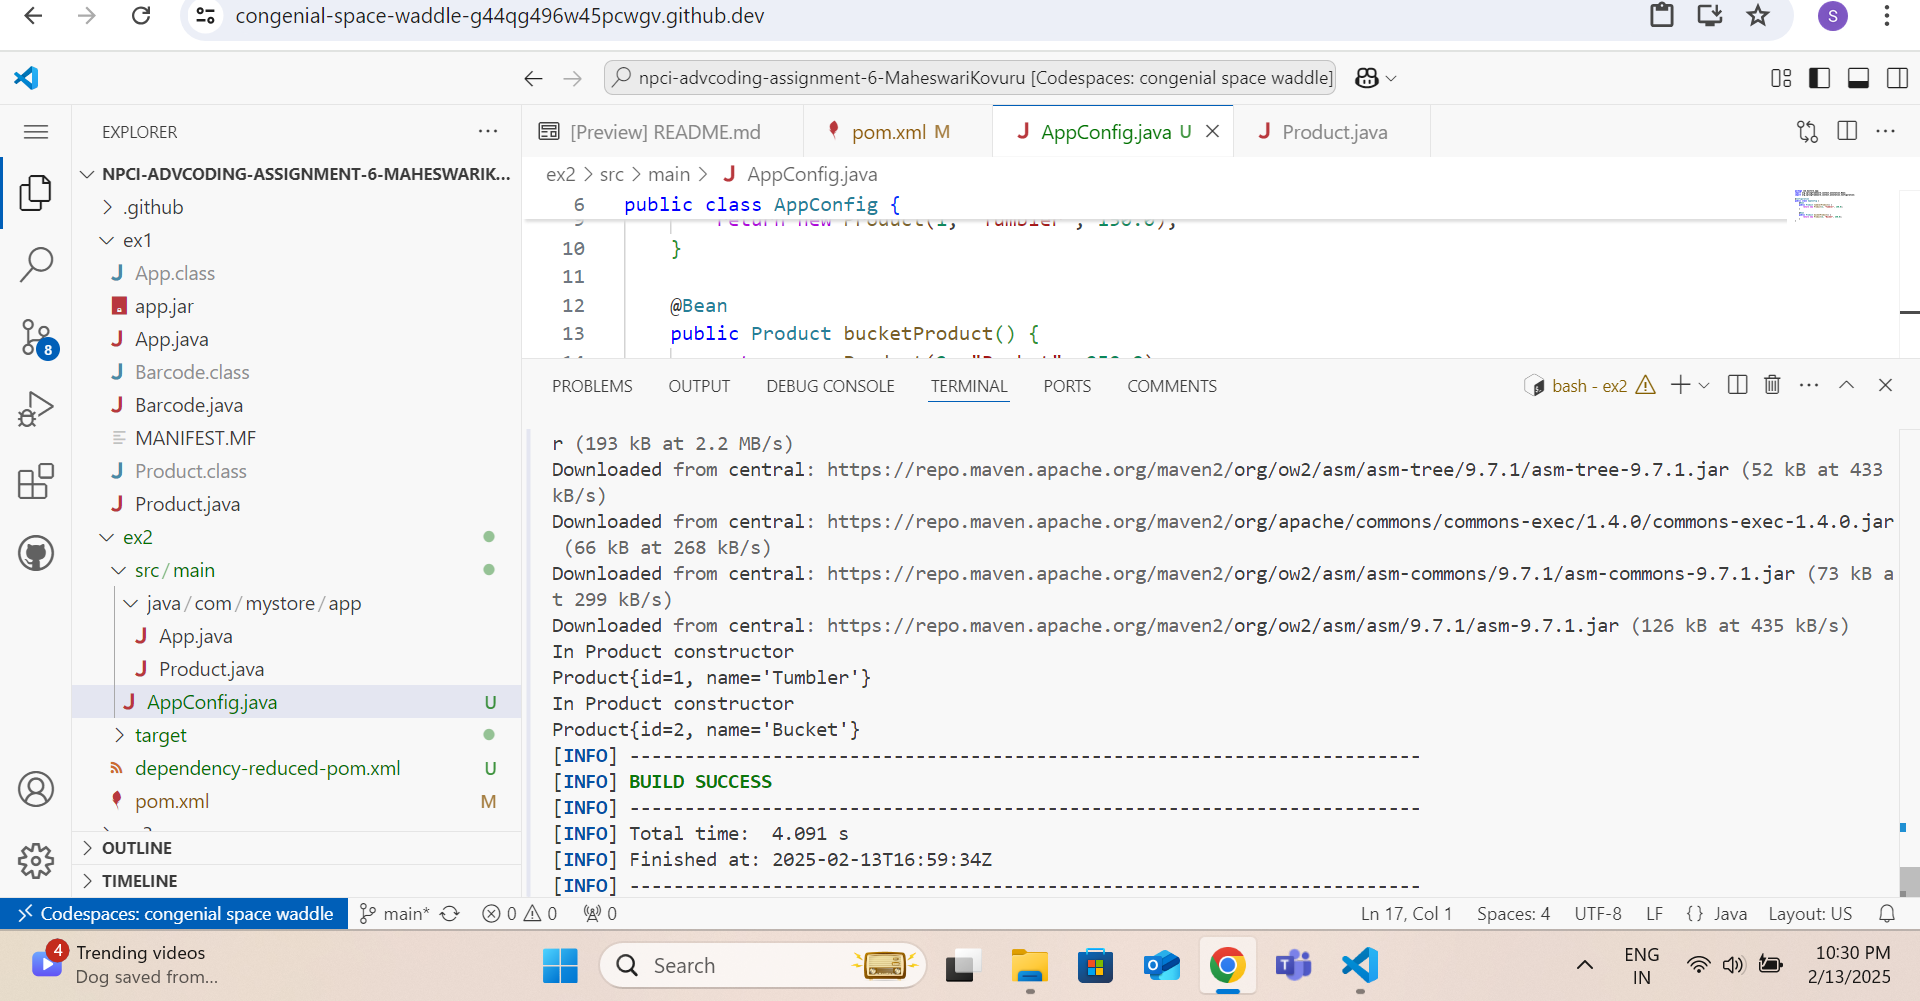 congenial-space-waddle-g44qg496w45pcwgv.github.dev
S
npci-advcoding-assignment-6-MaheswariKovuru [Codespaces: congenial space waddle]
EXPLORER
NPCI-ADVCODING-ASSIGNMENT-6-MAHESWARIK...
.github
ex1
J App.class
app.jar
J App.java
J Barcode.class
J Barcode.java
MANIFEST.MF
J Product.class
J Product.java
ex2
src/main
java/com/mystore/app
J App.java
J Product.java
J AppConfig.java U
target
dependency-reduced-pom.xml U
pom.xml M
OUTLINE
TIMELINE
8
[Preview] README.md
pom.xml M
J AppConfig.java U
J Product.java
ex2 > src > main > J AppConfig.java
6 public class AppConfig {
9 return new Product(1, "Tumbler", 150.0);
10 }
11
12 @Bean
13 public Product bucketProduct() {
PROBLEMS OUTPUT DEBUG CONSOLE TERMINAL PORTS COMMENTS
bash - ex2
r (193 kB at 2.2 MB/s)
Downloaded from central: https://repo.maven.apache.org/maven2/org/ow2/asm/asm-tree/9.7.1/asm-tree-9.7.1.jar (52 kB at 433
kB/s)
Downloaded from central: https://repo.maven.apache.org/maven2/org/apache/commons/commons-exec/1.4.0/commons-exec-1.4.0.jar
(66 kB at 268 kB/s)
Downloaded from central: https://repo.maven.apache.org/maven2/org/ow2/asm/asm-commons/9.7.1/asm-commons-9.7.1.jar (73 kB a
t 299 kB/s)
Downloaded from central: https://repo.maven.apache.org/maven2/org/ow2/asm/asm/9.7.1/asm-9.7.1.jar (126 kB at 435 kB/s)
In Product constructor
Product{id=1, name='Tumbler'}
In Product constructor
Product{id=2, name='Bucket'}
[INFO] ------------------------------------------------------------------------
[INFO] BUILD SUCCESS
[INFO] ------------------------------------------------------------------------
[INFO] Total time:  4.091 s
[INFO] Finished at: 2025-02-13T16:59:34Z
[INFO] ------------------------------------------------------------------------
Codespaces: congenial space waddle main* 0 0 0
Ln 17, Col 1 Spaces: 4 UTF-8 LF {} Java Layout: US
4
Trending videos
Dog saved from...
Search
ENG
IN
10:30 PM
2/13/2025